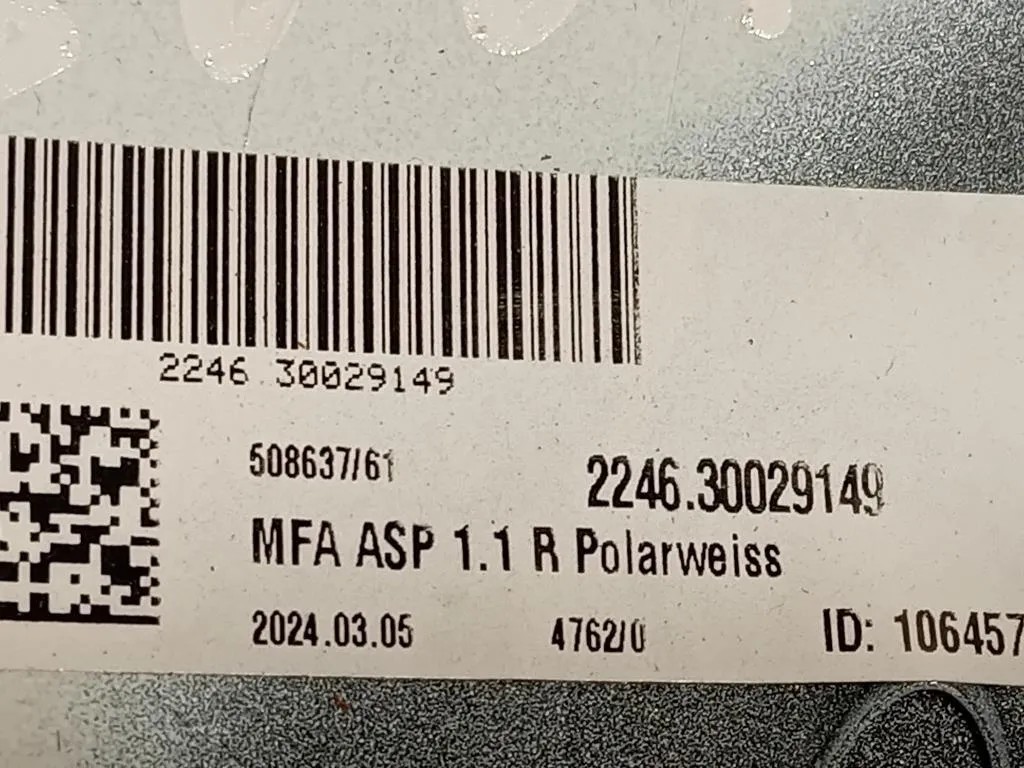 2246 30029149
508637/61
2246.30029149
MFA ASP 1.1 R Polarweiss
2024.03.05
4762/0
ID: 106457